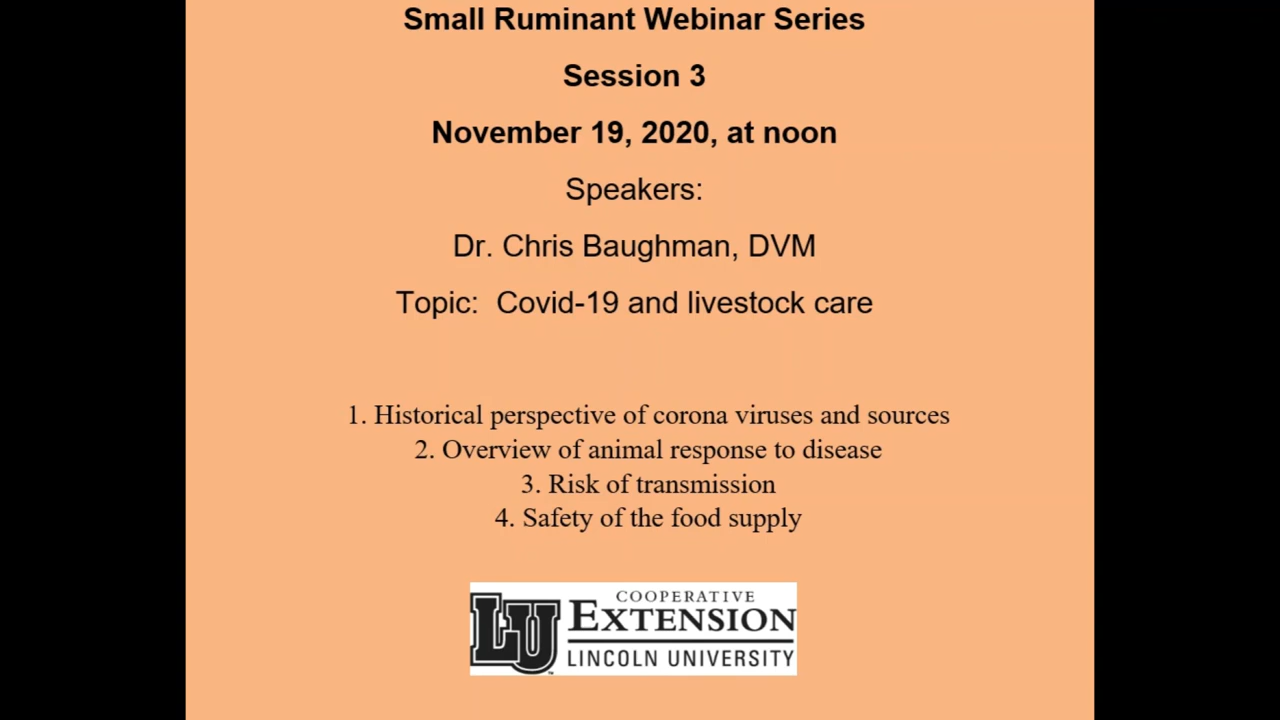 Small Ruminant Webinar Series
Session 3
November 19, 2020, at noon
Speakers:
Dr. Chris Baughman, DVM
Topic:  Covid-19 and livestock care
1. Historical perspective of corona viruses and sources
2. Overview of animal response to disease
3. Risk of transmission
4. Safety of the food supply
LU
COOPERATIVE
EXTENSION
LINCOLN UNIVERSITY